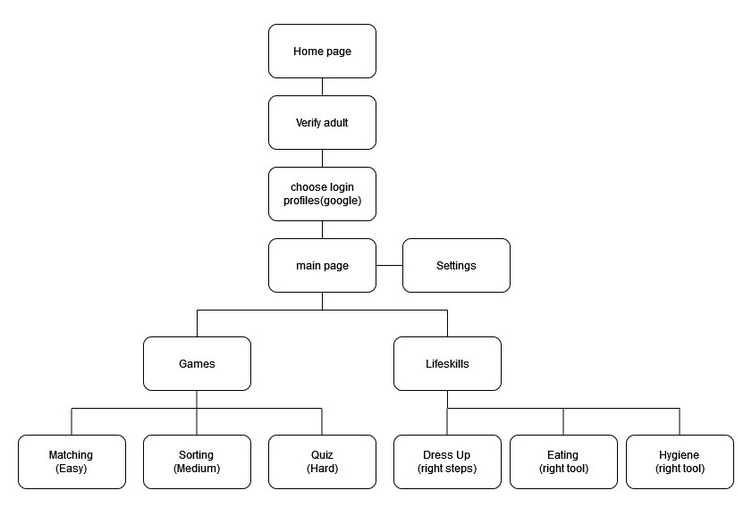 Home page
Verify adult
choose login
profiles(google)
main page
Settings
Games
Lifeskills
Matching
(Easy)
Sorting
(Medium)
Quiz
(Hard)
Dress Up
(right steps)
Eating
(right tool)
Hygiene
(right tool)